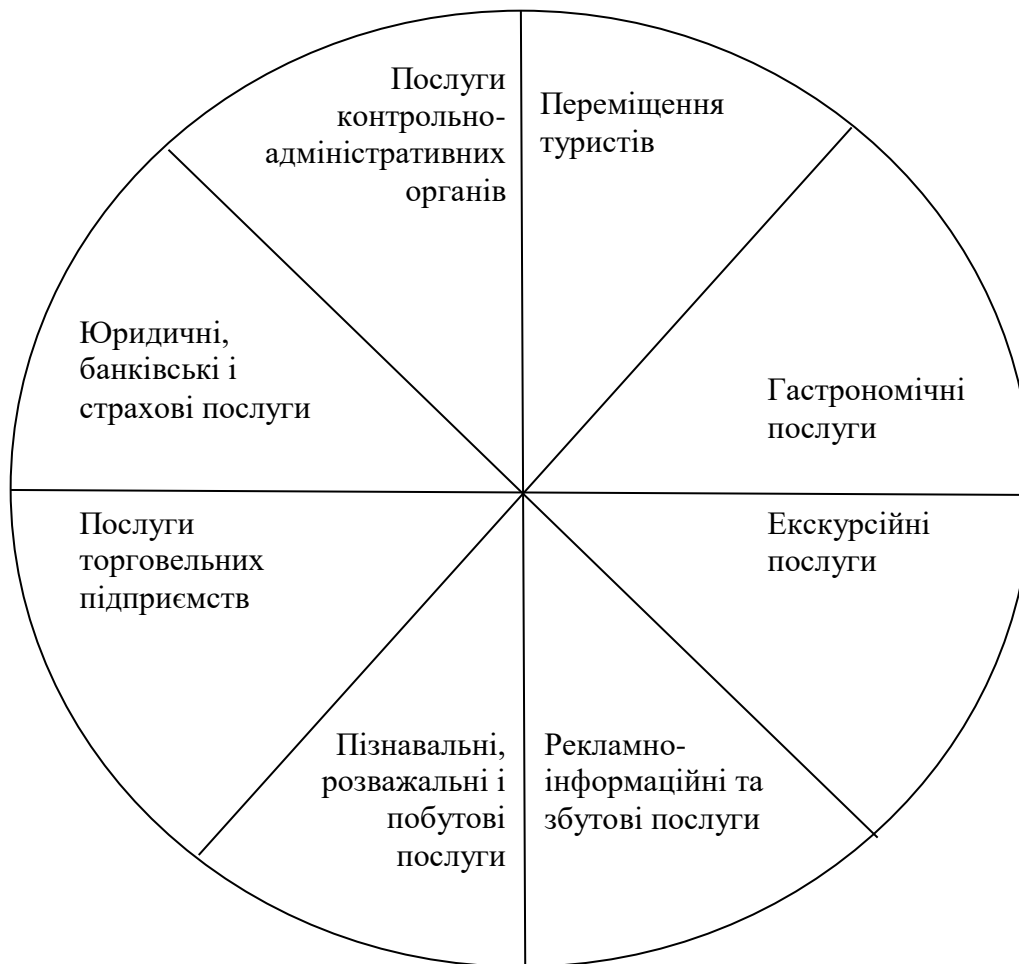 Послуги
контрольно-
адміністративних
органів
Переміщення
туристів
Юридичні,
банківські і
страхові послуги
Гастрономічні
послуги
Послуги
торговельних
підприємств
Екскурсійні
послуги
Пізнавальні,
розважальні і
побутові
послуги
Рекламно-
інформаційні та
збутові послуги